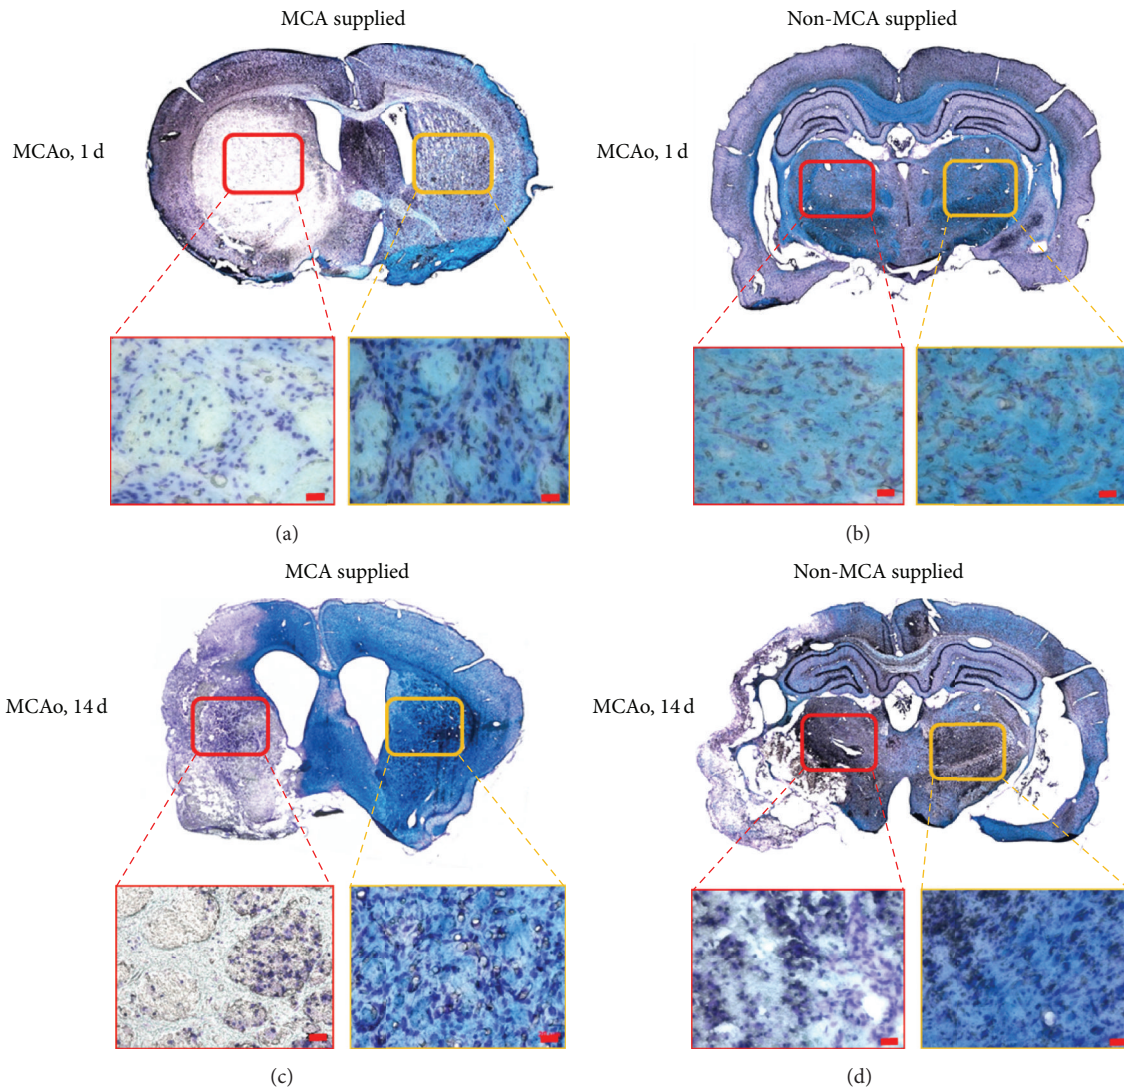 MCA supplied
Non-MCA supplied
MCAo, 1 d
MCAo, 1 d
(a)
(b)
MCA supplied
Non-MCA supplied
MCAo, 14 d
MCAo, 14 d
(c)
(d)